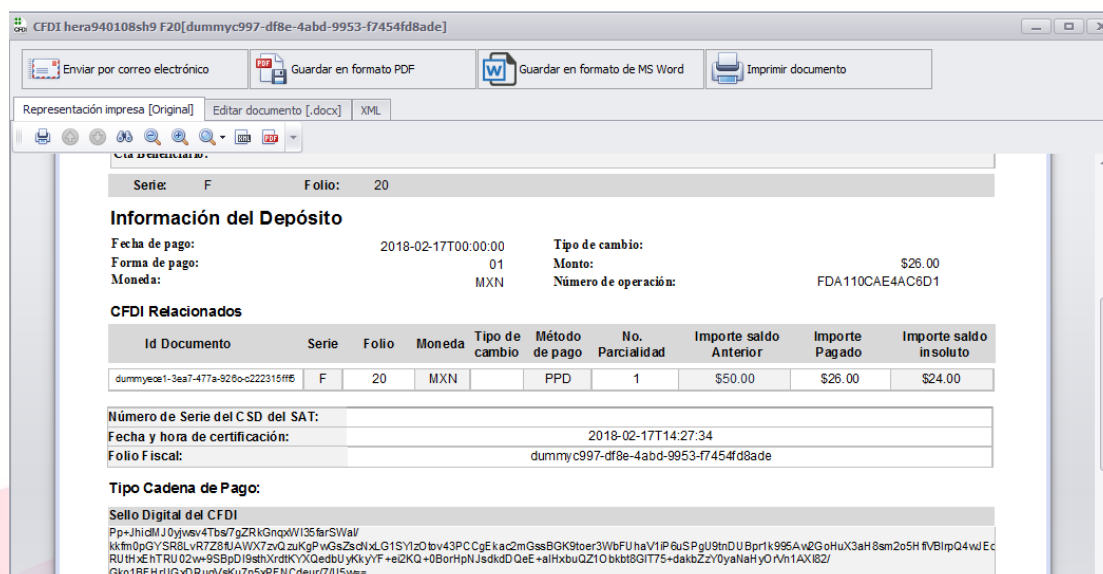 CFDI hera940108sh9 F20[dummyc997-df8e-4abd-9953-f7454fd8ade]
Enviar por correo electrónico Guardar en formato PDF Guardar en formato de MS Word Imprimir documento
Representación impresa [Original] Editar documento [.docx] XML
Cta Beneficiario:
Serie: F Folio: 20
Información del Depósito
Fecha de pago: 2018-02-17T00:00:00 Tipo de cambio:
Forma de pago: 01 Monto: $26.00
Moneda: MXN Número de operación: FDA110CAE4AC6D1
CFDI Relacionados
Id Documento Serie Folio Moneda Tipo de cambio Método de pago No. Parcialidad Importe saldo Anterior Importe Pagado Importe saldo insoluto
F 20 MXN PPD 1 $50.00 $26.00 $24.00
Número de Serie del CSD del SAT:
Fecha y hora de certificación: 2018-02-17T14:27:34
Folio Fiscal: dummyc997-df8e-4abd-9953-f7454fd8ade
Tipo Cadena de Pago:
Sello Digital del CFDI